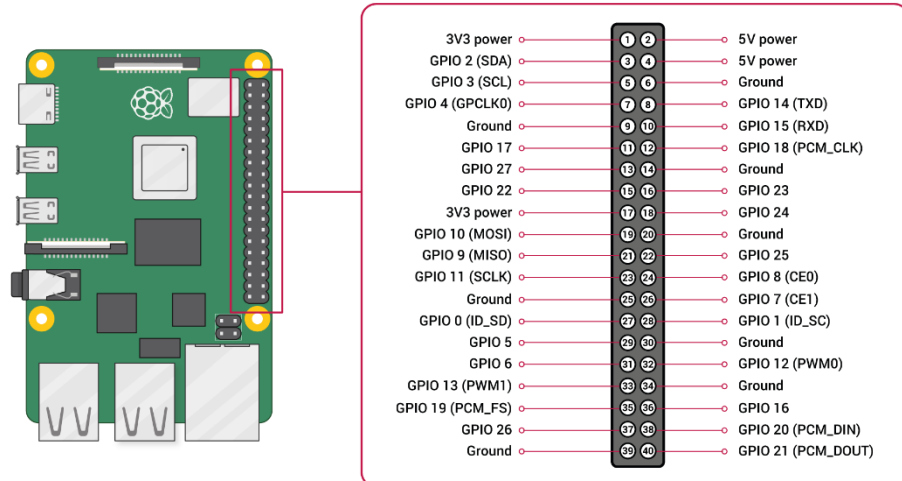 3V3 power 1 2 5V power
GPIO 2 (SDA) 3 4 5V power
GPIO 3 (SCL) 5 6 Ground
GPIO 4 (GPCLK0) 7 8 GPIO 14 (TXD)
Ground 9 10 GPIO 15 (RXD)
GPIO 17 11 12 GPIO 18 (PCM_CLK)
GPIO 27 13 14 Ground
GPIO 22 15 16 GPIO 23
3V3 power 17 18 GPIO 24
GPIO 10 (MOSI) 19 20 Ground
GPIO 9 (MISO) 21 22 GPIO 25
GPIO 11 (SCLK) 23 24 GPIO 8 (CE0)
Ground 25 26 GPIO 7 (CE1)
GPIO 0 (ID_SD) 27 28 GPIO 1 (ID_SC)
GPIO 5 29 30 Ground
GPIO 6 31 32 GPIO 12 (PWM0)
GPIO 13 (PWM1) 33 34 Ground
GPIO 19 (PCM_FS) 35 36 GPIO 16
GPIO 26 37 38 GPIO 20 (PCM_DIN)
Ground 39 40 GPIO 21 (PCM_DOUT)